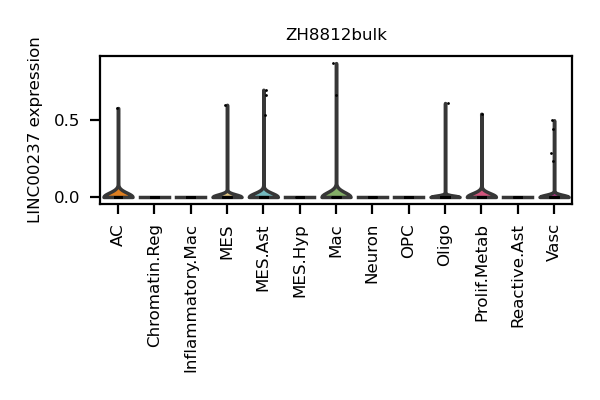 ZH8812bulk
LINC00237 expression
0.5
0.0
AC
Chromatin.Reg
Inflammatory.Mac
MES
MES.Ast
MES.Hyp
Mac
Neuron
OPC
Oligo
Prolif.Metab
Reactive.Ast
Vasc